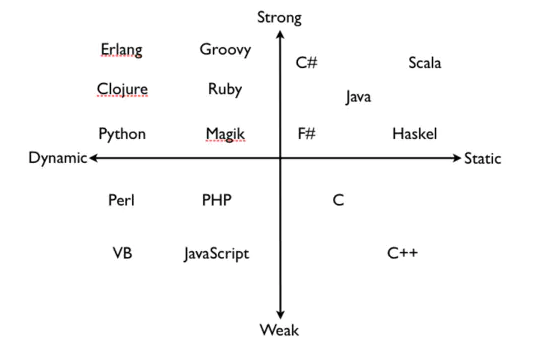 Strong
Erlang Groovy C# Scala
Clojure Ruby Java
Python Magik F# Haskel
Dynamic Static
Perl PHP C
VB JavaScript C++
Weak